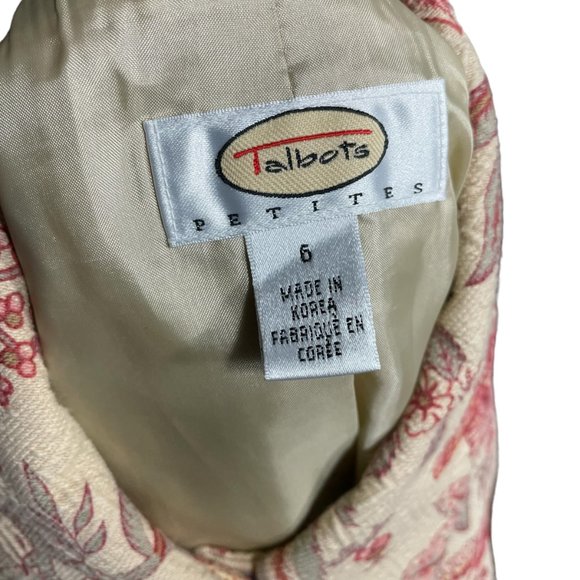 Talbots
PETITES
6
MADE IN
KOREA
FABRIQUE EN
CORÉE